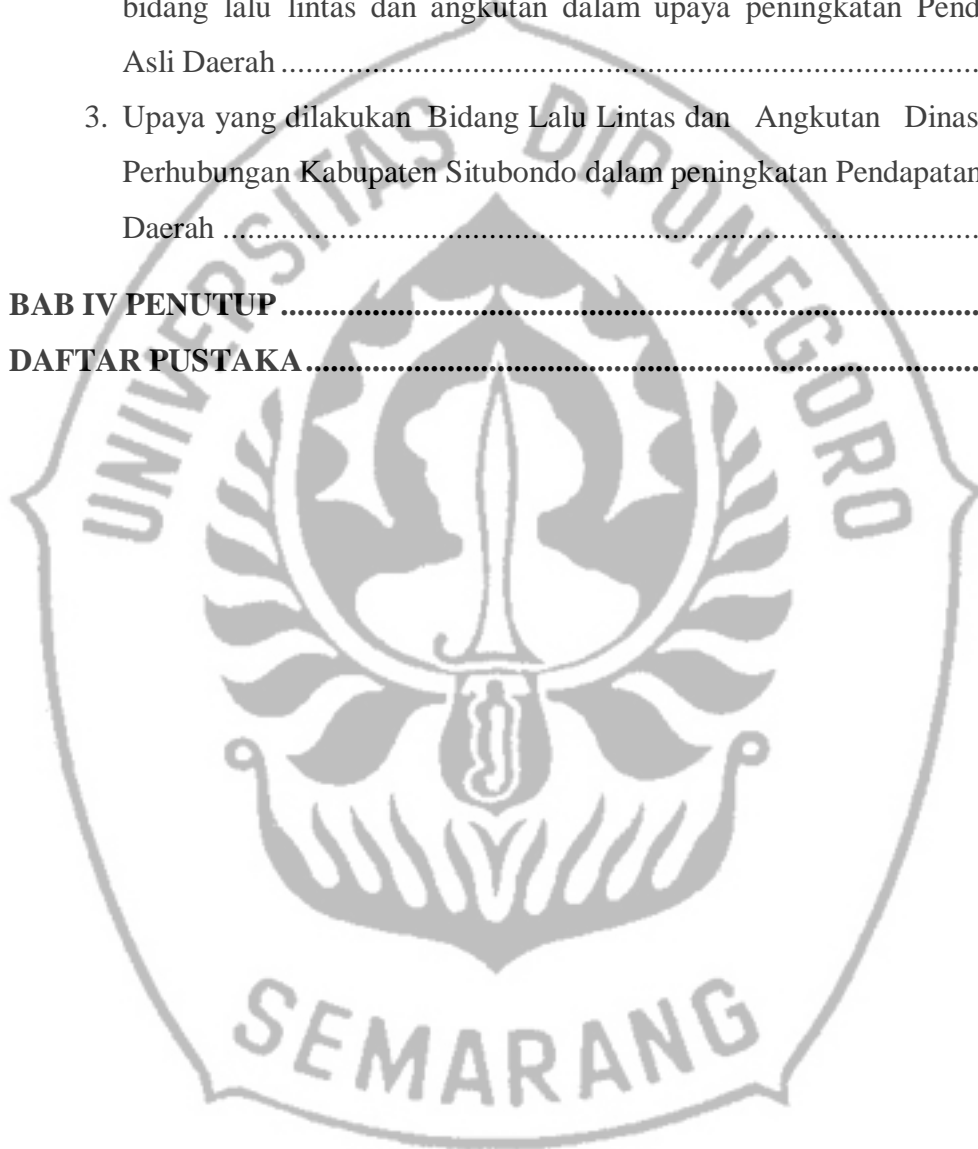 bidang lalu lintas dan angkutan dalam upaya peningkatan Pend
Asli Daerah ....................................................................................
3. Upaya yang dilakukan Bidang Lalu Lintas dan Angkutan Dinas
Perhubungan Kabupaten Situbondo dalam peningkatan Pendapatan
Daerah ...........................................................................................
BAB IV PENUTUP ....................................................................................
DAFTAR PUSTAKA .................................................................................
UNIVERSITAS DIPONEGORO
SEMARANG